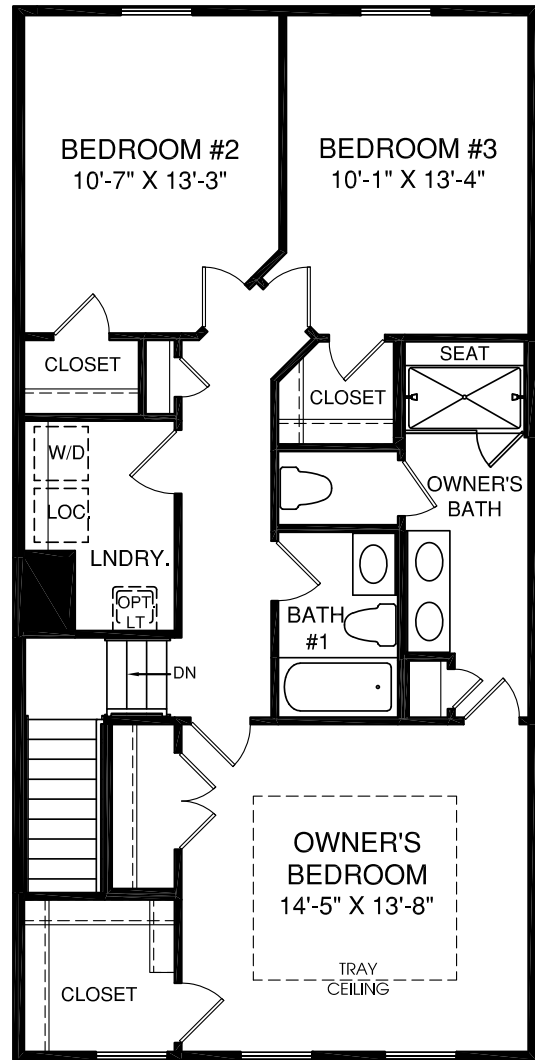 BEDROOM #2
10'-7" X 13'-3"
BEDROOM #3
10'-1" X 13'-4"
CLOSET
SEAT
CLOSET
W/D
LOC.
LNDRY.
OPT.
LT
OWNER'S
BATH
BATH
#1
DN
OWNER'S
BEDROOM
14'-5" X 13'-8"
TRAY
CEILING
CLOSET